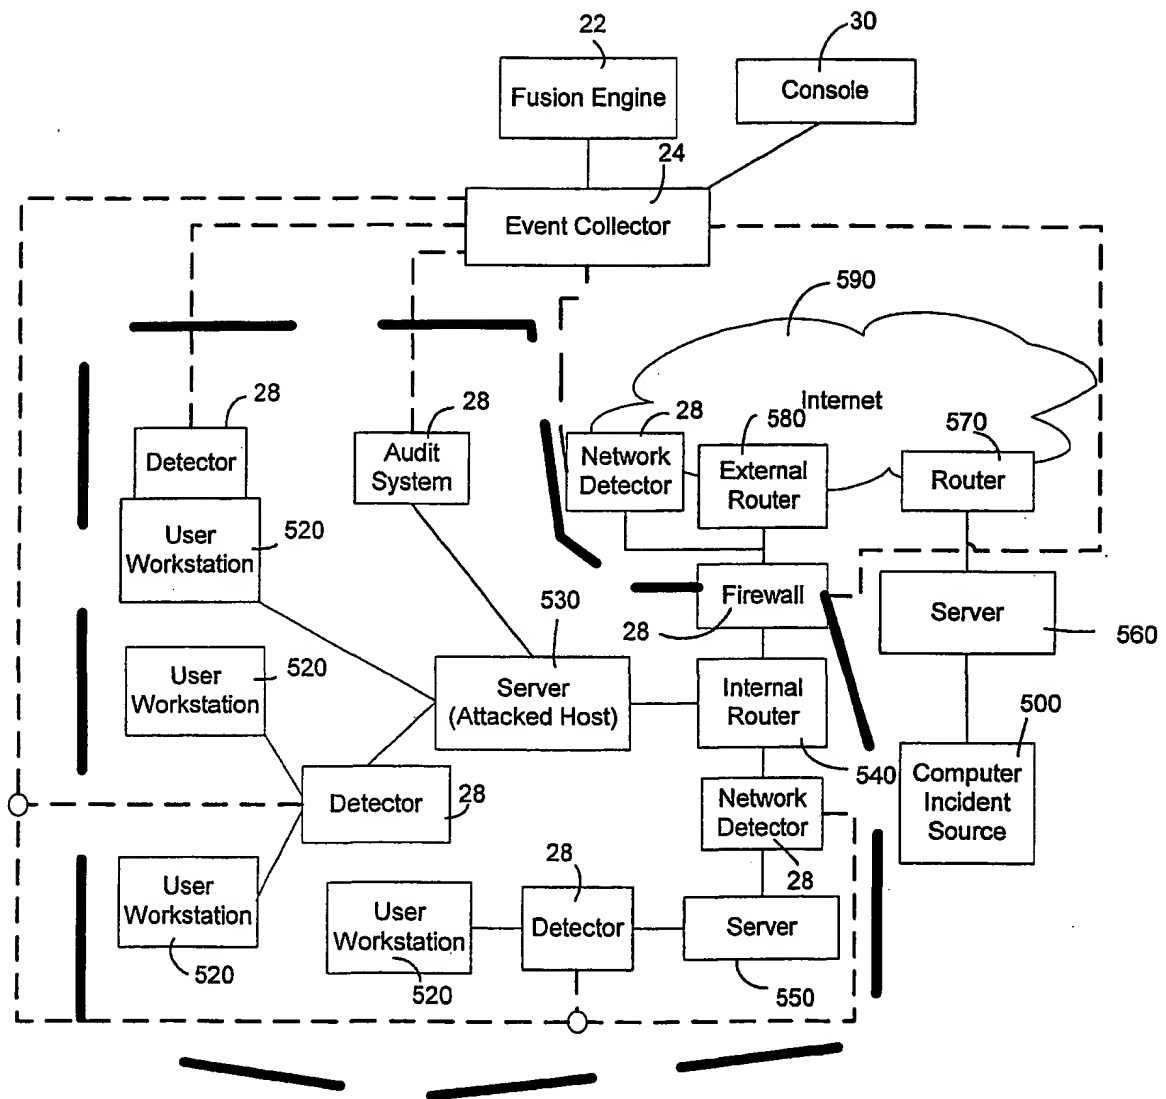 22
30
Fusion Engine
Console
24
Event Collector
590
Internet
28
28
28
580
570
Detector
Audit
System
Network
Detector
External
Router
Router
User
Workstation
520
Firewall
28
Server
560
530
520
User
Workstation
Server
(Attacked Host)
Internal
Router
540
500
Computer
Incident
Source
Detector
28
Network
Detector
28
28
User
Workstation
520
User
Workstation
520
Detector
Server
550